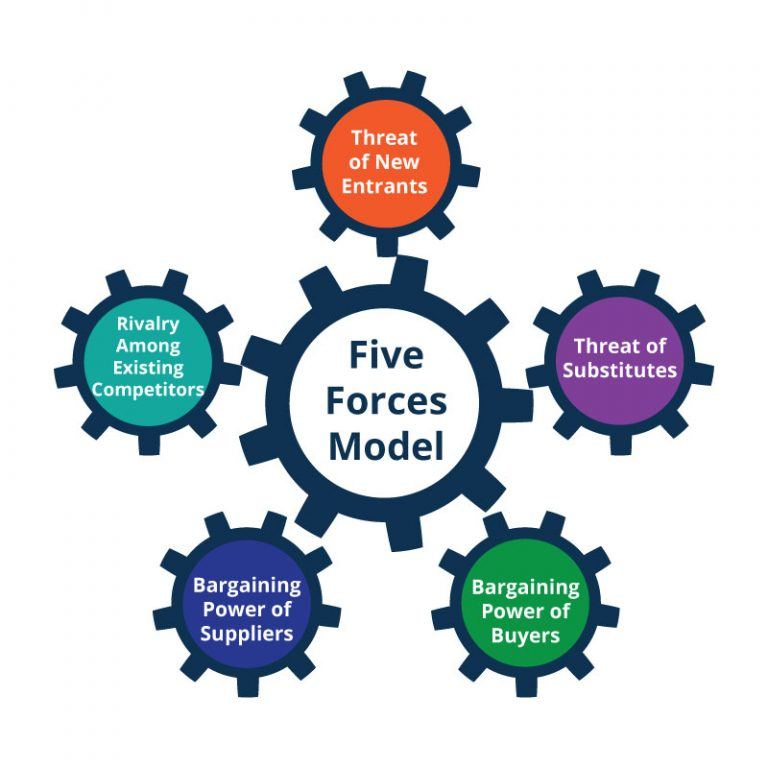 Threat
of New
Entrants
Rivalry
Among
Existing
Competitors
Five
Forces
Model
Threat of
Substitutes
Bargaining
Power of
Suppliers
Bargaining
Power of
Buyers